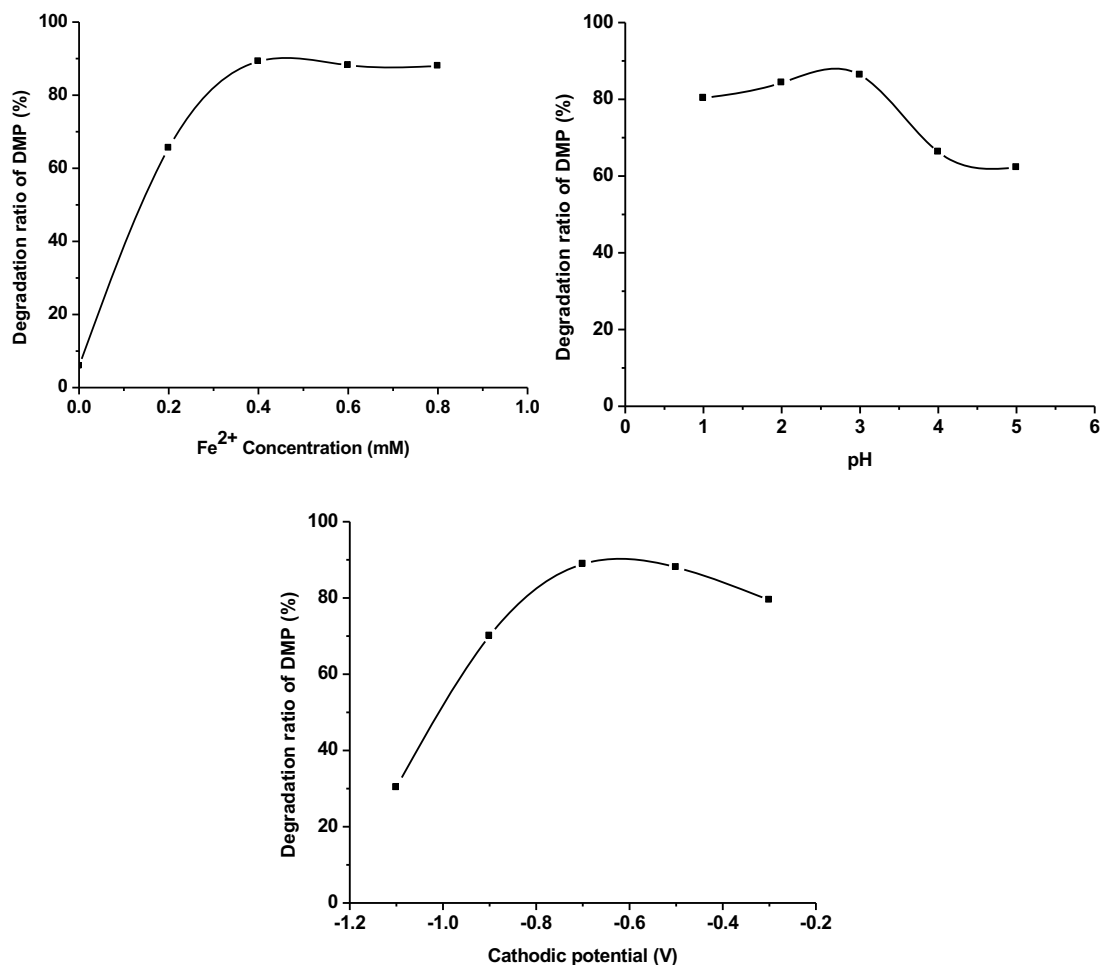 100
80
60
40
20
0
0.0 0.2 0.4 0.6 0.8 1.0
Degradation ratio of DMP (%)
Fe2+ Concentration (mM)
100
80
60
40
20
0
0 1 2 3 4 5 6
Degradation ratio of DMP (%)
pH
100
80
60
40
20
0
-1.2 -1.0 -0.8 -0.6 -0.4 -0.2
Degradation ratio of DMP (%)
Cathodic potential (V)